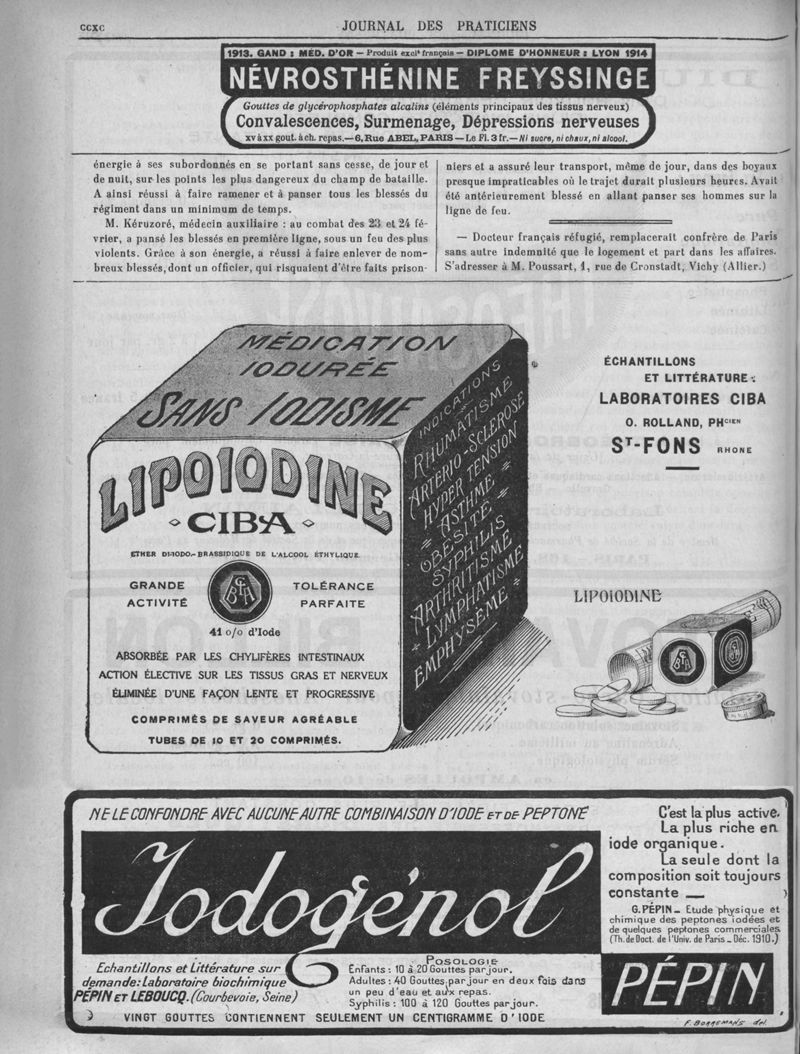 CCXC
JOURNAL DES PRATICIENS
1913. GAND : MÉD. D'OR — Produit exclt français — DIPLOME D'HONNEUR : LYON 1914
NÉVROSTHÉNINE FREYSSINGE
Gouttes de glycérophosphates alcalins (éléments principaux des tissus nerveux)
Convalescences, Surmenage, Dépressions nerveuses
XV à XX gout. à ch. repas. — 6, Rue ABEL, PARIS — Le Fl. 3 fr. — Ni sucre, ni chaux, ni alcool.
énergie à ses subordonnés en se portant sans cesse, de jour et
de nuit, sur les points les plus dangereux du champ de bataille.
A ainsi réussi à faire ramener et à panser tous les blessés du
régiment dans un minimum de temps.
M. Kéruzoré, médecin auxiliaire : au combat des 23 et 24 fé-
vrier, a pansé les blessés en première ligne, sous un feu des plus
violents. Grâce à son énergie, a réussi à faire enlever de nom-
breux blessés, dont un officier, qui risquaient d'être faits prison-
niers et a assuré leur transport, même de jour, dans des boyaux
presque impraticables où le trajet durait plusieurs heures. Avait
été antérieurement blessé en allant panser ses hommes sur la
ligne de feu.
— Docteur français réfugié, remplacerait confrère de Paris
sans autre indemnité que le logement et part dans les affaires.
S'adresser à M. Poussart, 1, rue de Cronstadt, Vichy (Allier.)
MÉDICATION
IODURÉE
SANS IODISME
LIPOIODINE
CIBA
ETHER DI-IODO-BRASSIDIQUE DE L'ALCOOL ÉTHYLIQUE.
GRANDE
ACTIVITÉ
CIBA
TOLÉRANCE
PARFAITE
41 o/o d'Iode
ABSORBÉE PAR LES CHYLIFÈRES INTESTINAUX
ACTION ÉLECTIVE SUR LES TISSUS GRAS ET NERVEUX
ÉLIMINÉE D'UNE FAÇON LENTE ET PROGRESSIVE
COMPRIMÉS DE SAVEUR AGRÉABLE
TUBES DE 10 ET 20 COMPRIMÉS.
INDICATIONS
RHUMATISME
ARTÉRIO-SCLÉROSE
HYPER TENSION
ASTHME
OBÉSITÉ
SYPHILIS
ARTHRITISME
LYMPHATISME
EMPHYSÈME
ÉCHANTILLONS
ET LITTÉRATURE :
LABORATOIRES CIBA
O. ROLLAND, PHCIEN
ST-FONS RHONE
LIPOIODINE
CIBA
NE LE CONFONDRE AVEC AUCUNE AUTRE COMBINAISON D'IODE ET DE PEPTONE
Iodogénol
Echantillons et Littérature sur
demande: Laboratoire biochimique
PÉPIN ET LEBOUCQ. (Courbevoie, Seine)
POSOLOGIE
Enfants : 10 à 20 Gouttes par jour.
Adultes : 40 Gouttes par jour en deux fois dans
un peu d'eau et aux repas.
Syphilis : 100 à 120 Gouttes par jour.
VINGT GOUTTES CONTIENNENT SEULEMENT UN CENTIGRAMME D'IODE
C'est la plus active.
La plus riche en
iode organique.
La seule dont la
composition soit toujours
constante —
G. PÉPIN — Etude physique et
chimique des peptones iodées et
de quelques peptones commerciales
(Th. de Doct. de l'Univ. de Paris — Déc. 1910.)
PÉPIN